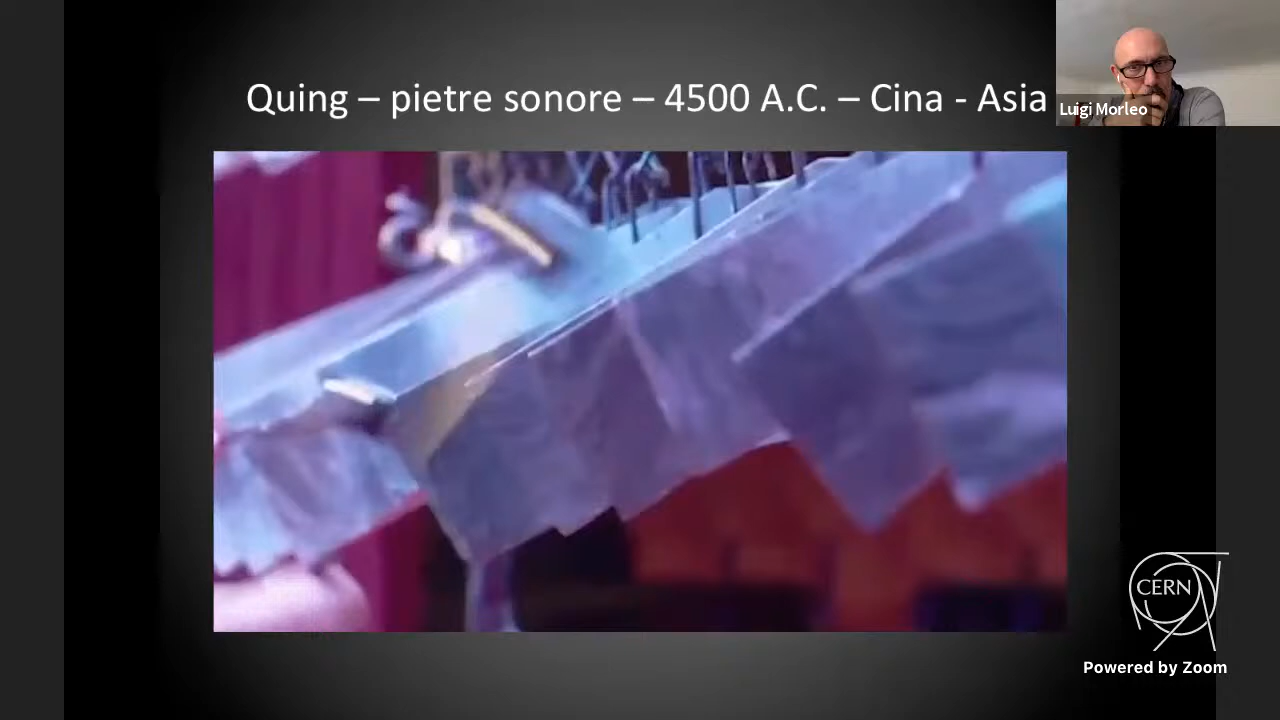 Quing – pietre sonore – 4500 A.C. – Cina - Asia
Luigi Morleo
CERN
Powered by Zoom